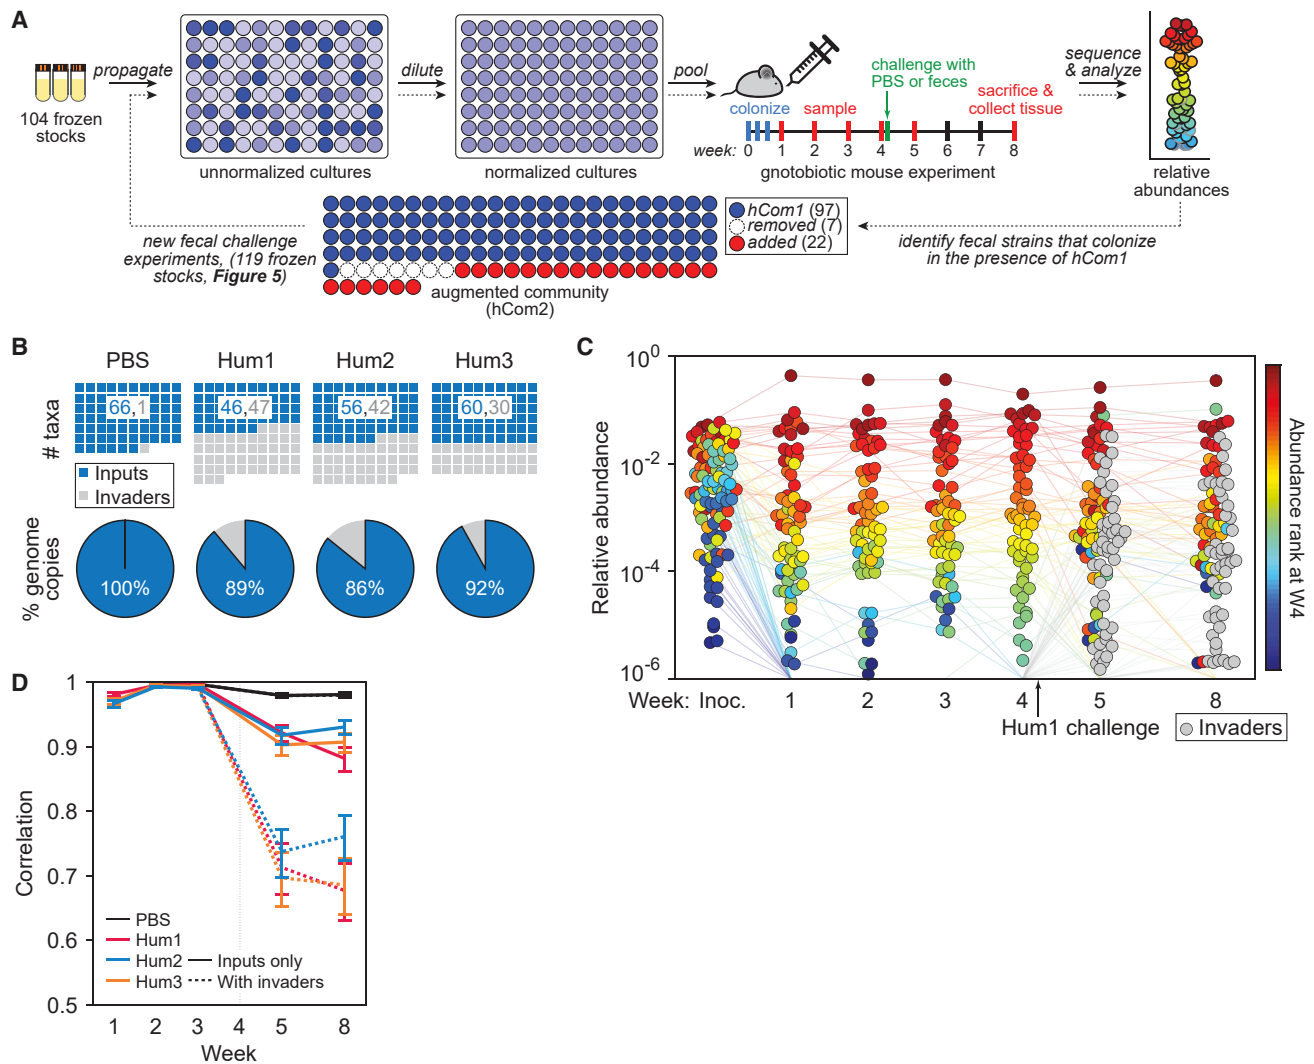 A
104 frozen
stocks
propagate
unnormalized cultures
dilute
normalized cultures
pool
colonize
sample
challenge with
PBS or feces
sacrifice &
collect tissue
week: 0 1 2 3 4 5 6 7 8
gnotobiotic mouse experiment
sequence
& analyze
relative
abundances
new fecal challenge
experiments, (119 frozen
stocks, Figure 5)
hCom1 (97)
removed (7)
added (22)
augmented community
(hCom2)
identify fecal strains that colonize
in the presence of hCom1
B
PBS Hum1 Hum2 Hum3
# taxa
66,1 46,47 56,42 60,30
Inputs
Invaders
% genome
copies
100% 89% 86% 92%
C
Relative abundance
10^0
10^-2
10^-4
10^-6
Week: Inoc. 1 2 3 4 5 8
Hum1 challenge
Invaders
Abundance rank at W4
D
Correlation
1
0.9
0.8
0.7
0.6
0.5
PBS
Hum1
Hum2
Hum3
Inputs only
With invaders
1 2 3 4 5 8
Week